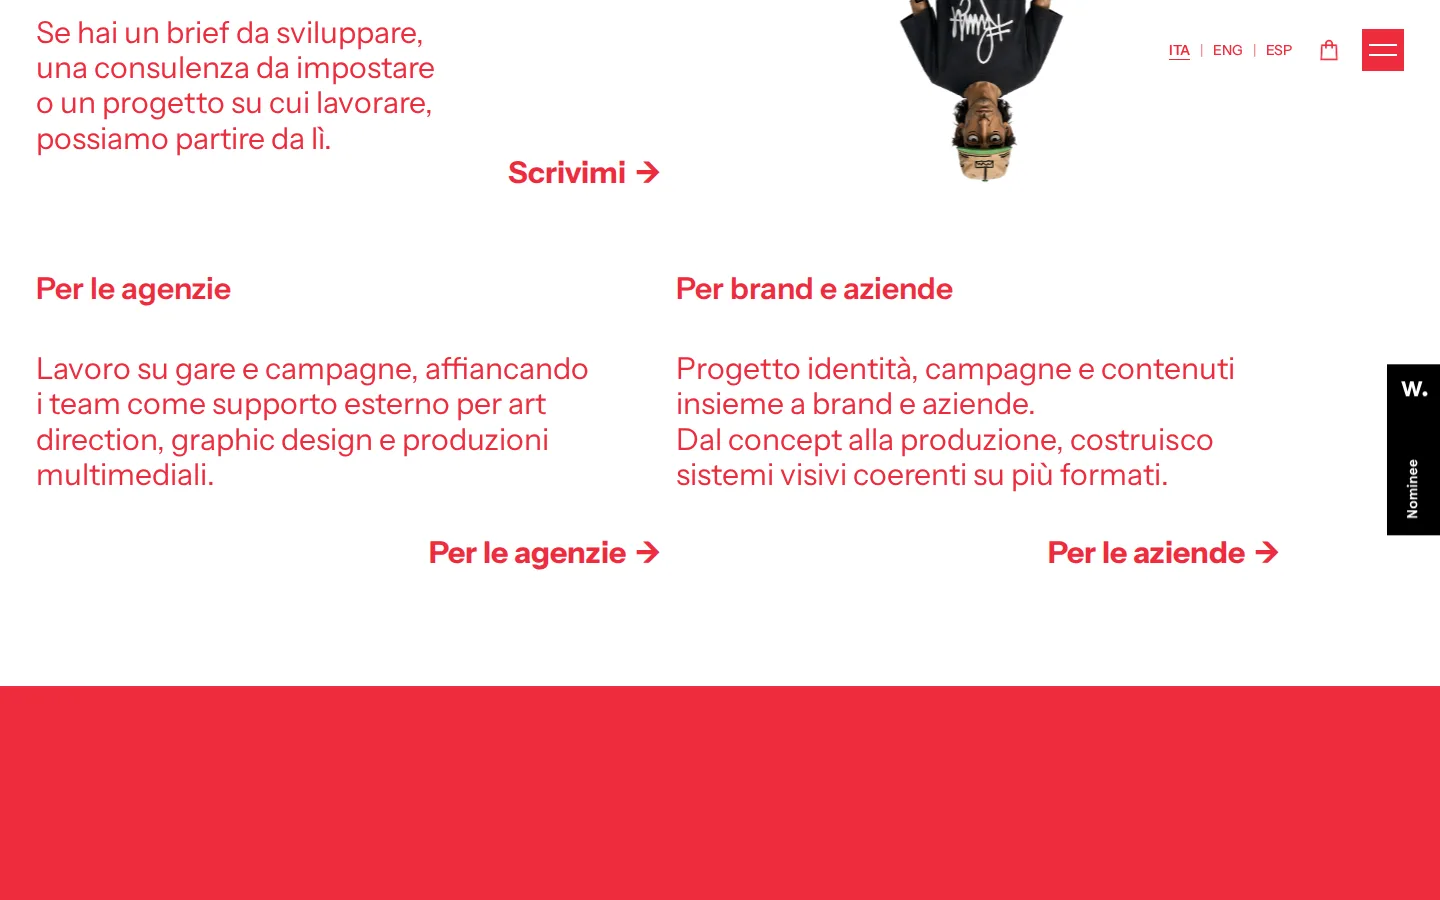 Se hai un brief da sviluppare,
una consulenza da impostare
o un progetto su cui lavorare,
possiamo partire da lì.
Scrivimi →
ITA | ENG | ESP
Per le agenzie
Lavoro su gare e campagne, affiancando
i team come supporto esterno per art
direction, graphic design e produzioni
multimediali.
Per le agenzie →
Per brand e aziende
Progetto identità, campagne e contenuti
insieme a brand e aziende.
Dal concept alla produzione, costruisco
sistemi visivi coerenti su più formati.
Per le aziende →
W.
Nominee